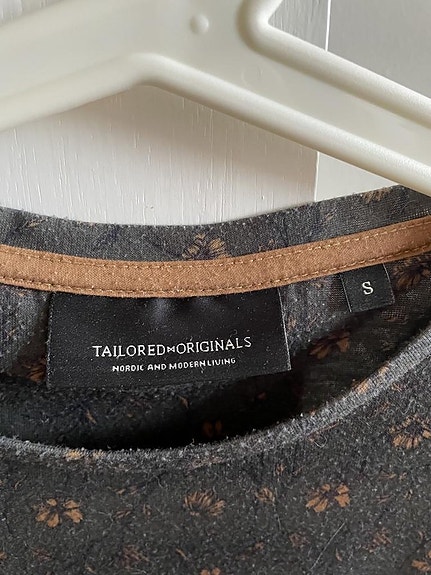 S
TAILORED⋈ORIGINALS
NORDIC AND MODERN LIVING